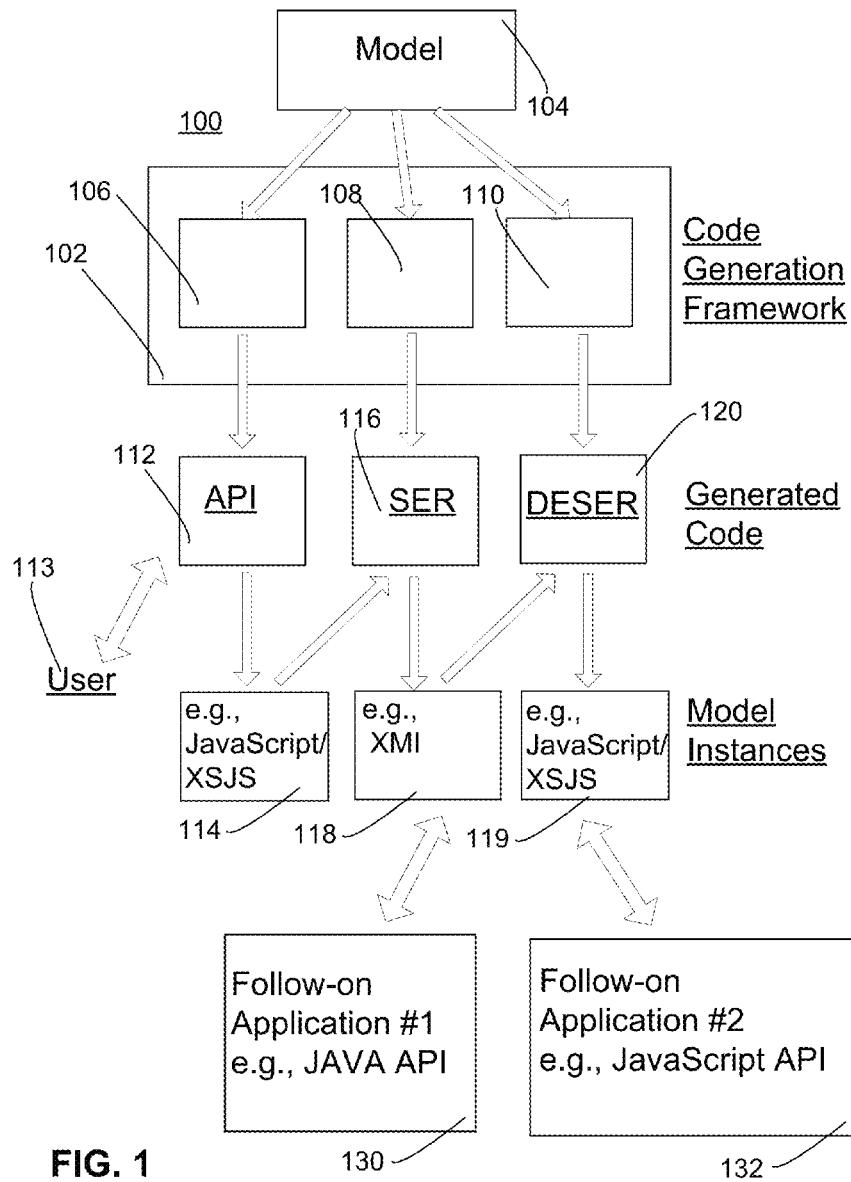 Model
104
100
106
108
110
Code
Generation
Framework
102
116
120
112
API
SER
DESER
Generated
Code
113
User
e.g.,
JavaScript/
XSJS
e.g.,
XMI
e.g.,
JavaScript/
XSJS
Model
Instances
114
118
119
Follow-on
Application #1
e.g., JAVA API
Follow-on
Application #2
e.g., JavaScript API
FIG. 1
130
132